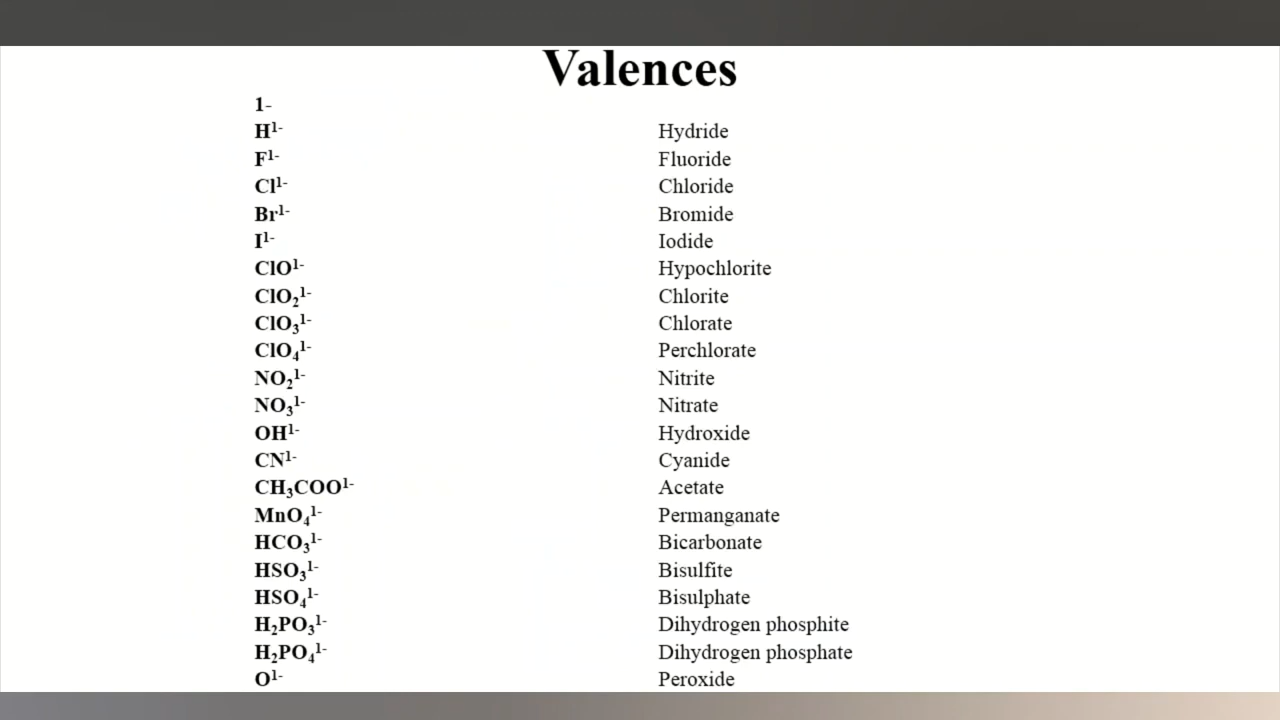 Valences
1-
H¹⁻ Hydride
F¹⁻ Fluoride
Cl¹⁻ Chloride
Br¹⁻ Bromide
I¹⁻ Iodide
ClO¹⁻ Hypochlorite
ClO₂¹⁻ Chlorite
ClO₃¹⁻ Chlorate
ClO₄¹⁻ Perchlorate
NO₂¹⁻ Nitrite
NO₃¹⁻ Nitrate
OH¹⁻ Hydroxide
CN¹⁻ Cyanide
CH₃COO¹⁻ Acetate
MnO₄¹⁻ Permanganate
HCO₃¹⁻ Bicarbonate
HSO₃¹⁻ Bisulfite
HSO₄¹⁻ Bisulphate
H₂PO₃¹⁻ Dihydrogen phosphite
H₂PO₄¹⁻ Dihydrogen phosphate
O¹⁻ Peroxide